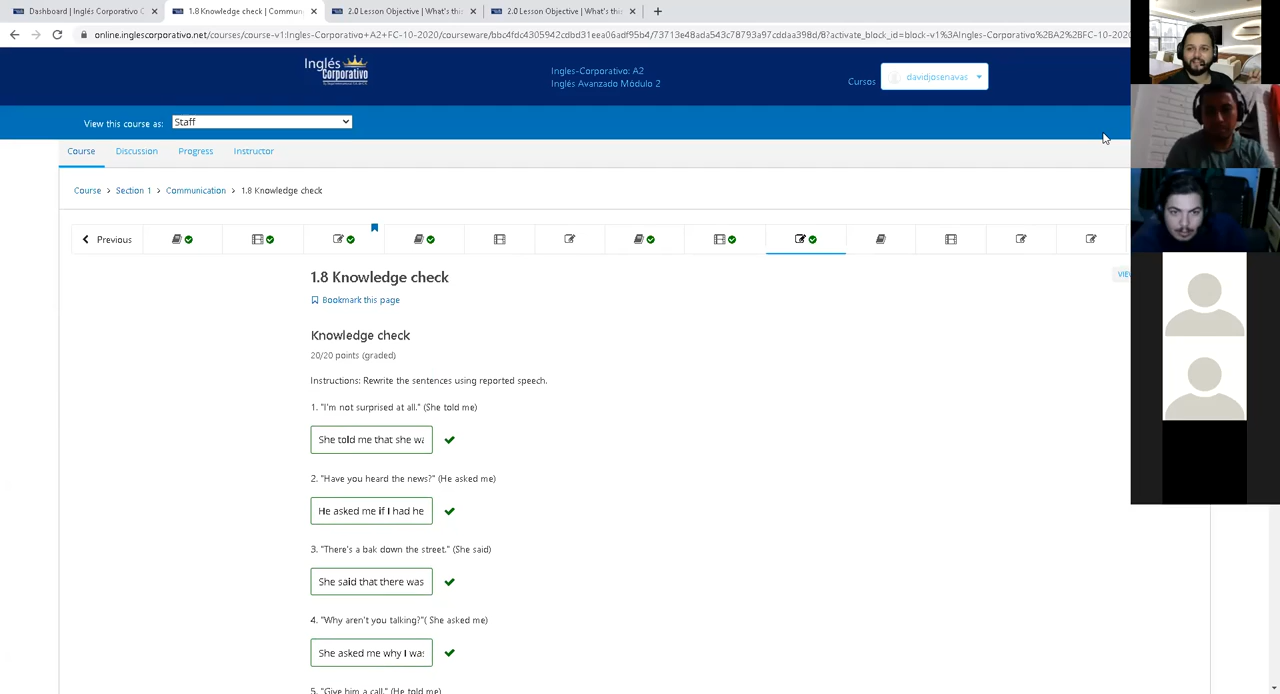 Dashboard | Inglés Corporativo C
1.8 Knowledge check | Commun
2.0 Lesson Objective | What's thi
2.0 Lesson Objective | What's thi
online.inglescorporativo.net/courses/course-v1:Ingles-Corporativo+A2+FC-10-2020/courseware/bbc4fdc4305942cdbd31eea06adf95b4/73713e48ada543c78793a97cddaa398d/8?activate_block_id=block-v1%3AIngles-Corporativo%2BA2%2BFC-10-2020
Inglés
Corporativo
Ingles-Corporativo: A2
Inglés Avanzado Módulo 2
Cursos
davidjosenavas
View this course as:
Staff
Course
Discussion
Progress
Instructor
Course > Section 1 > Communication > 1.8 Knowledge check
Previous
1.8 Knowledge check
VIE
Bookmark this page
Knowledge check
20/20 points (graded)
Instructions: Rewrite the sentences using reported speech.
1. "I'm not surprised at all." (She told me)
She told me that she wa
2. "Have you heard the news?" (He asked me)
He asked me if I had he
3. "There's a bak down the street." (She said)
She said that there was
4. "Why aren't you talking?"( She asked me)
She asked me why I was
5. "Give him a call." (He told me)